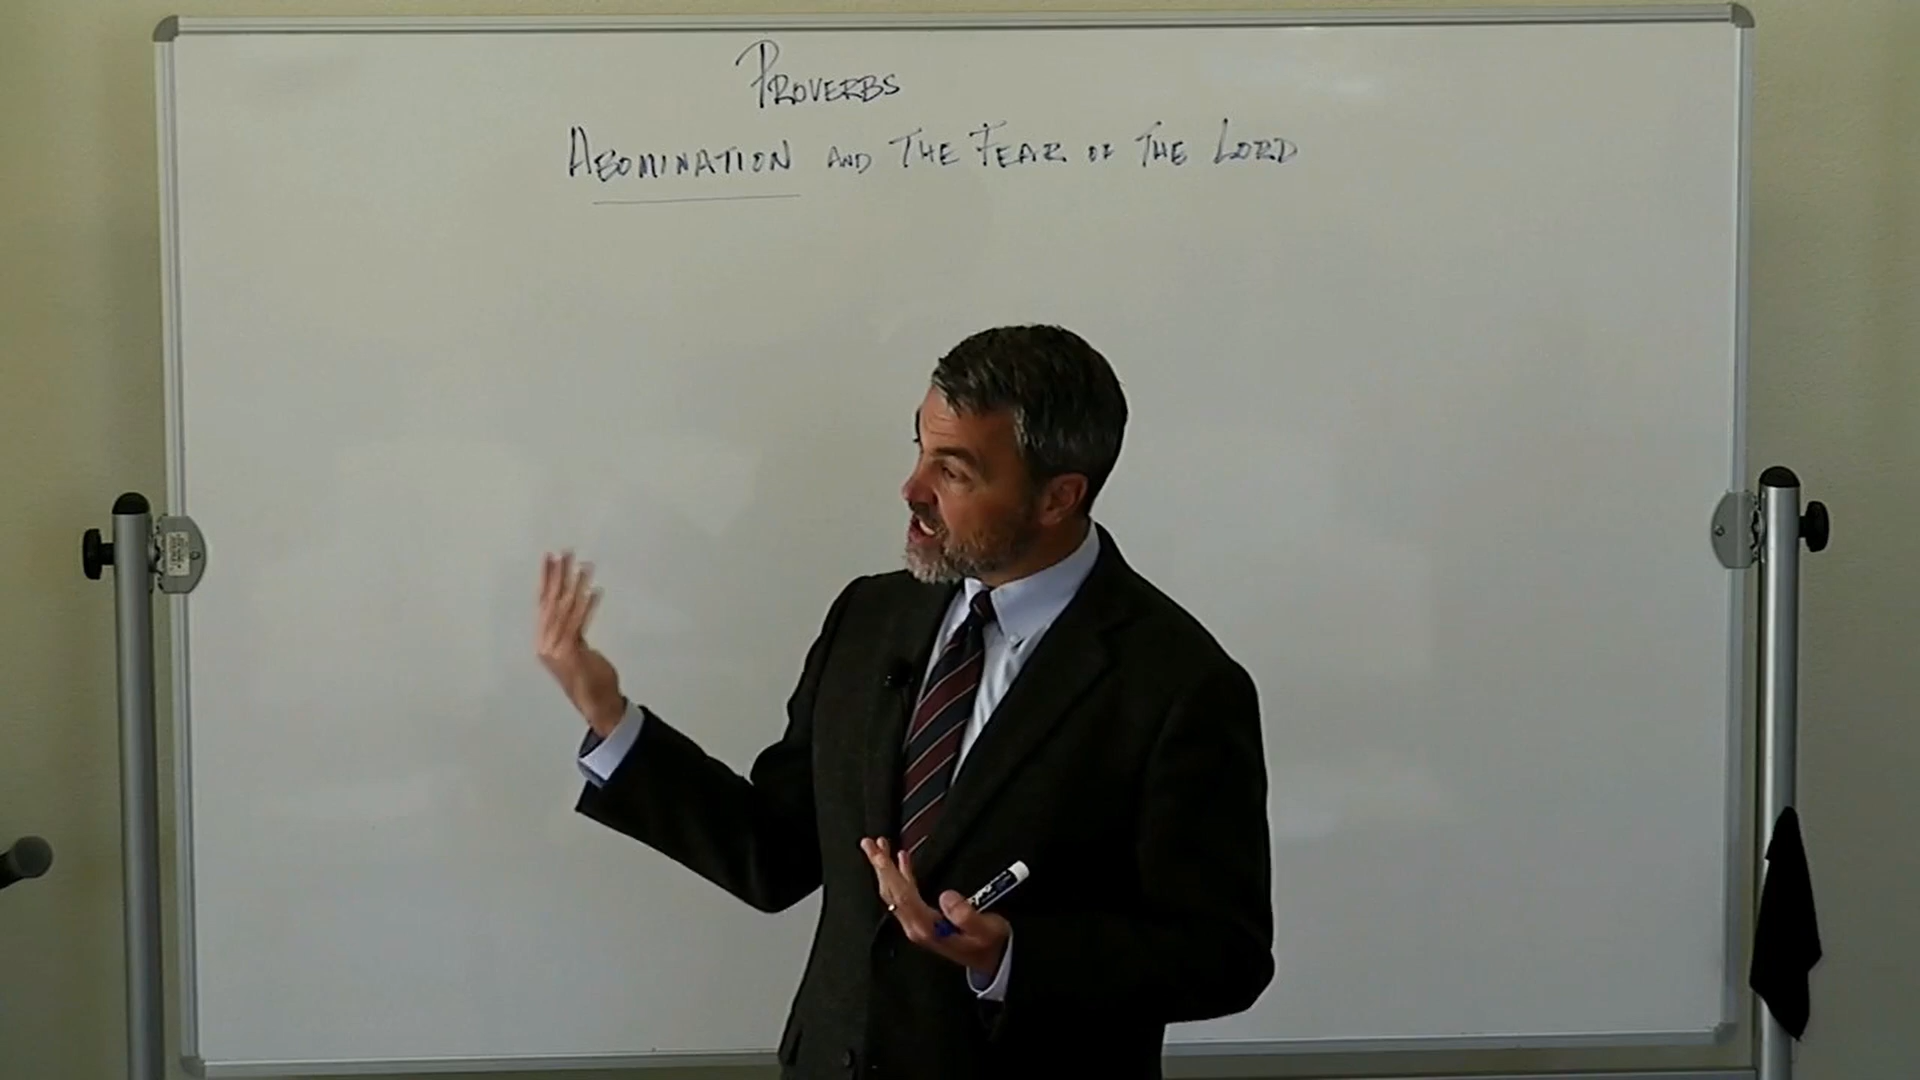 PROVERBS
ABOMINATION AND THE FEAR OF THE LORD